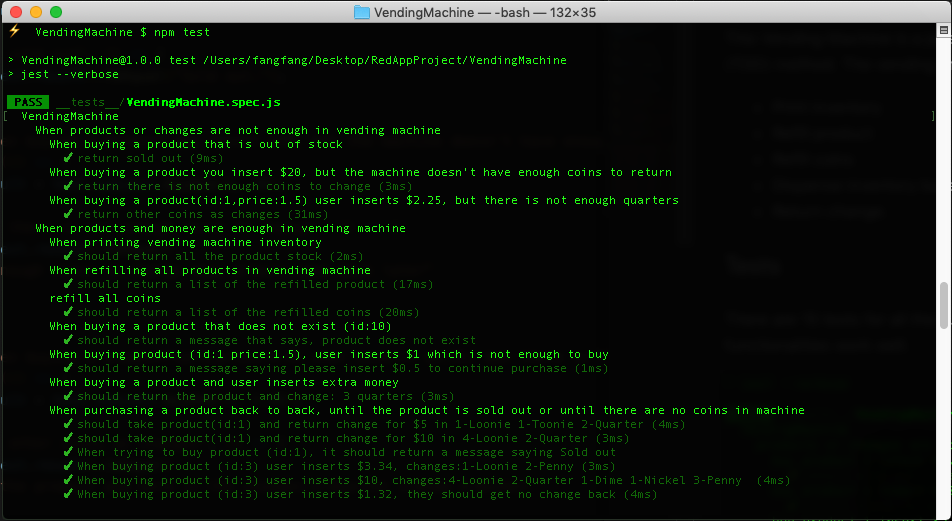 VendingMachine — -bash — 132×35
⚡ VendingMachine $ npm test
> VendingMachine@1.0.0 test /Users/fangfang/Desktop/RedAppProject/VendingMachine
> jest --verbose
PASS __tests__/VendingMachine.spec.js
[ VendingMachine ]
When products or changes are not enough in vending machine
When buying a product that is out of stock
✓ return sold out (9ms)
When buying a product you insert $20, but the machine doesn't have enough coins to return
✓ return there is not enough coins to change (3ms)
When buying a product(id:1,price:1.5) user inserts $2.25, but there is not enough quarters
✓ return other coins as changes (31ms)
When products and money are enough in vending machine
When printing vending machine inventory
✓ should return all the product stock (2ms)
When refilling all products in vending machine
✓ should return a list of the refilled product (17ms)
refill all coins
✓ should return a list of the refilled coins (20ms)
When buying a product that does not exist (id:10)
✓ should return a message that says, product does not exist
When buying product (id:1 price:1.5), user inserts $1 which is not enough to buy
✓ should return a message saying please insert $0.5 to continue purchase (1ms)
When buying a product and user inserts extra money
✓ should return the product and change: 3 quarters (3ms)
When purchasing a product back to back, until the product is sold out or until there are no coins in machine
✓ should take product(id:1) and return change for $5 in 1-Loonie 1-Toonie 2-Quarter (4ms)
✓ should take product(id:1) and return change for $10 in 4-Loonie 2-Quarter (3ms)
✓ When trying to buy product (id:1), it should return a message saying Sold out
✓ When buying product (id:3) user inserts $3.34, changes:1-Loonie 2-Penny (3ms)
✓ When buying product (id:3) user inserts $10, changes:4-Loonie 2-Quarter 1-Dime 1-Nickel 3-Penny  (4ms)
✓ When buying product (id:3) user inserts $1.32, they should get no change back (4ms)